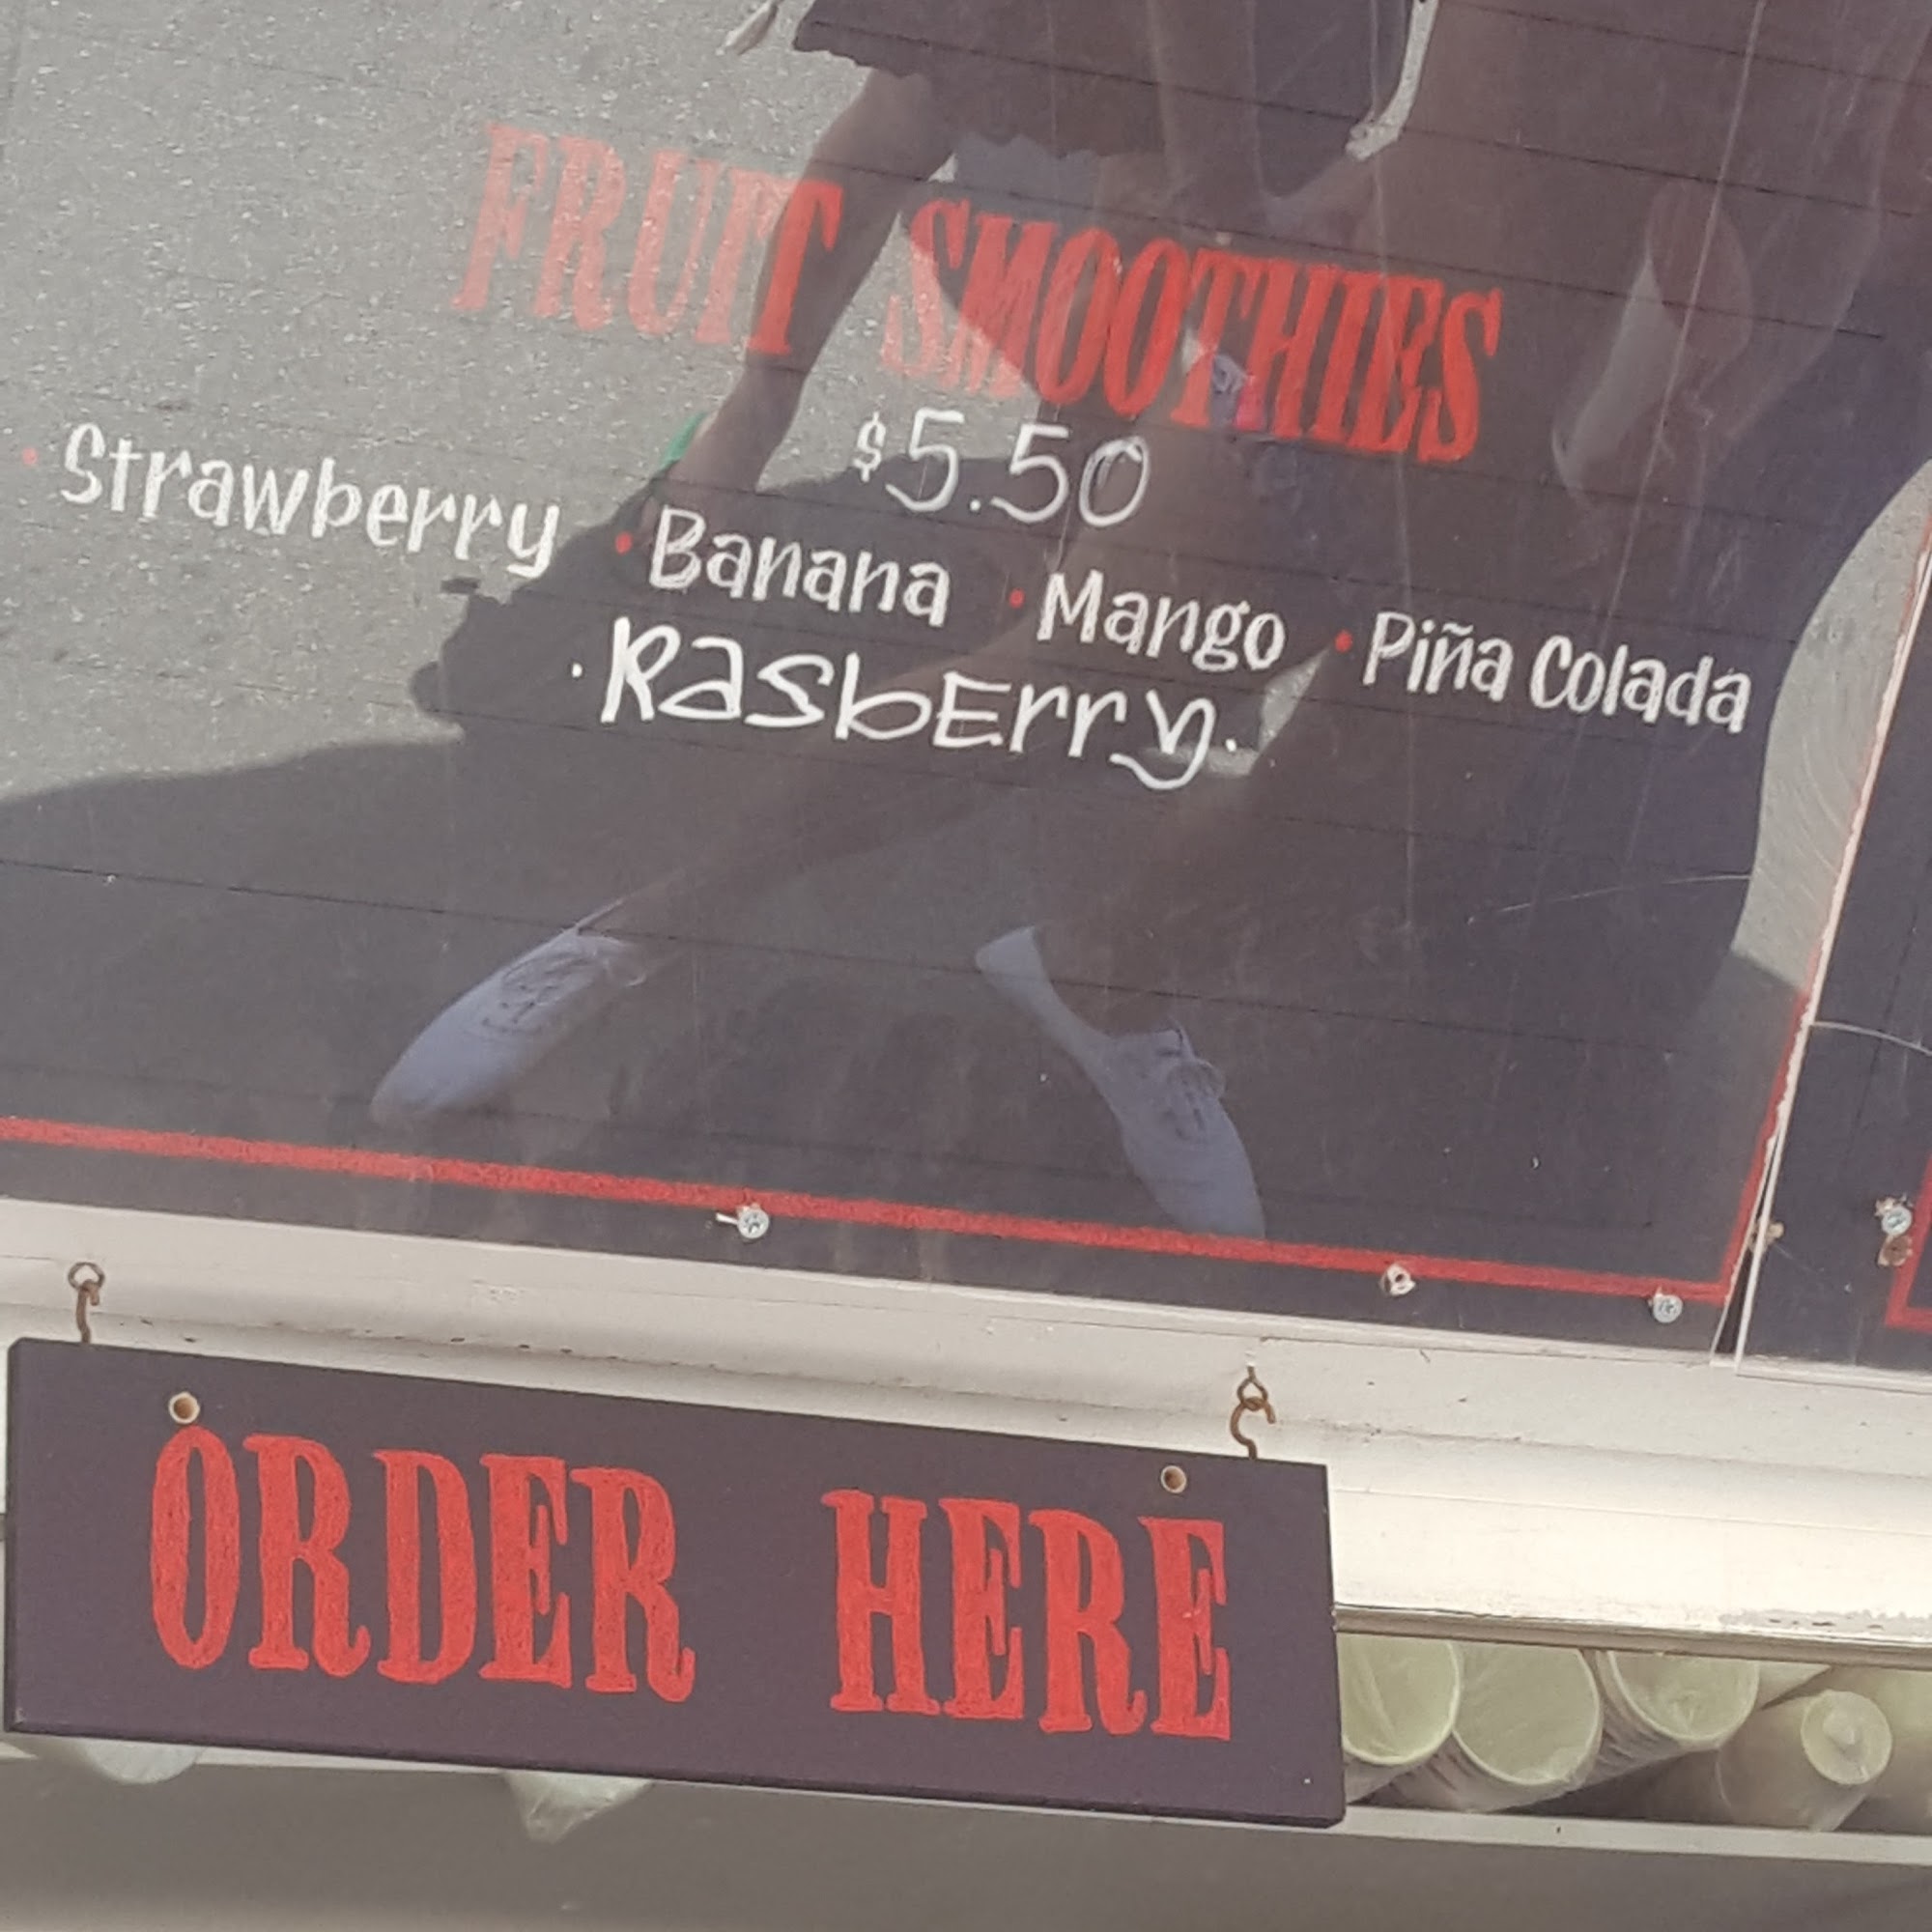 FRUIT SMOOTHIES
$5.50
• Strawberry • Banana • Mango • Piña Colada
• RasbErry.
ORDER HERE